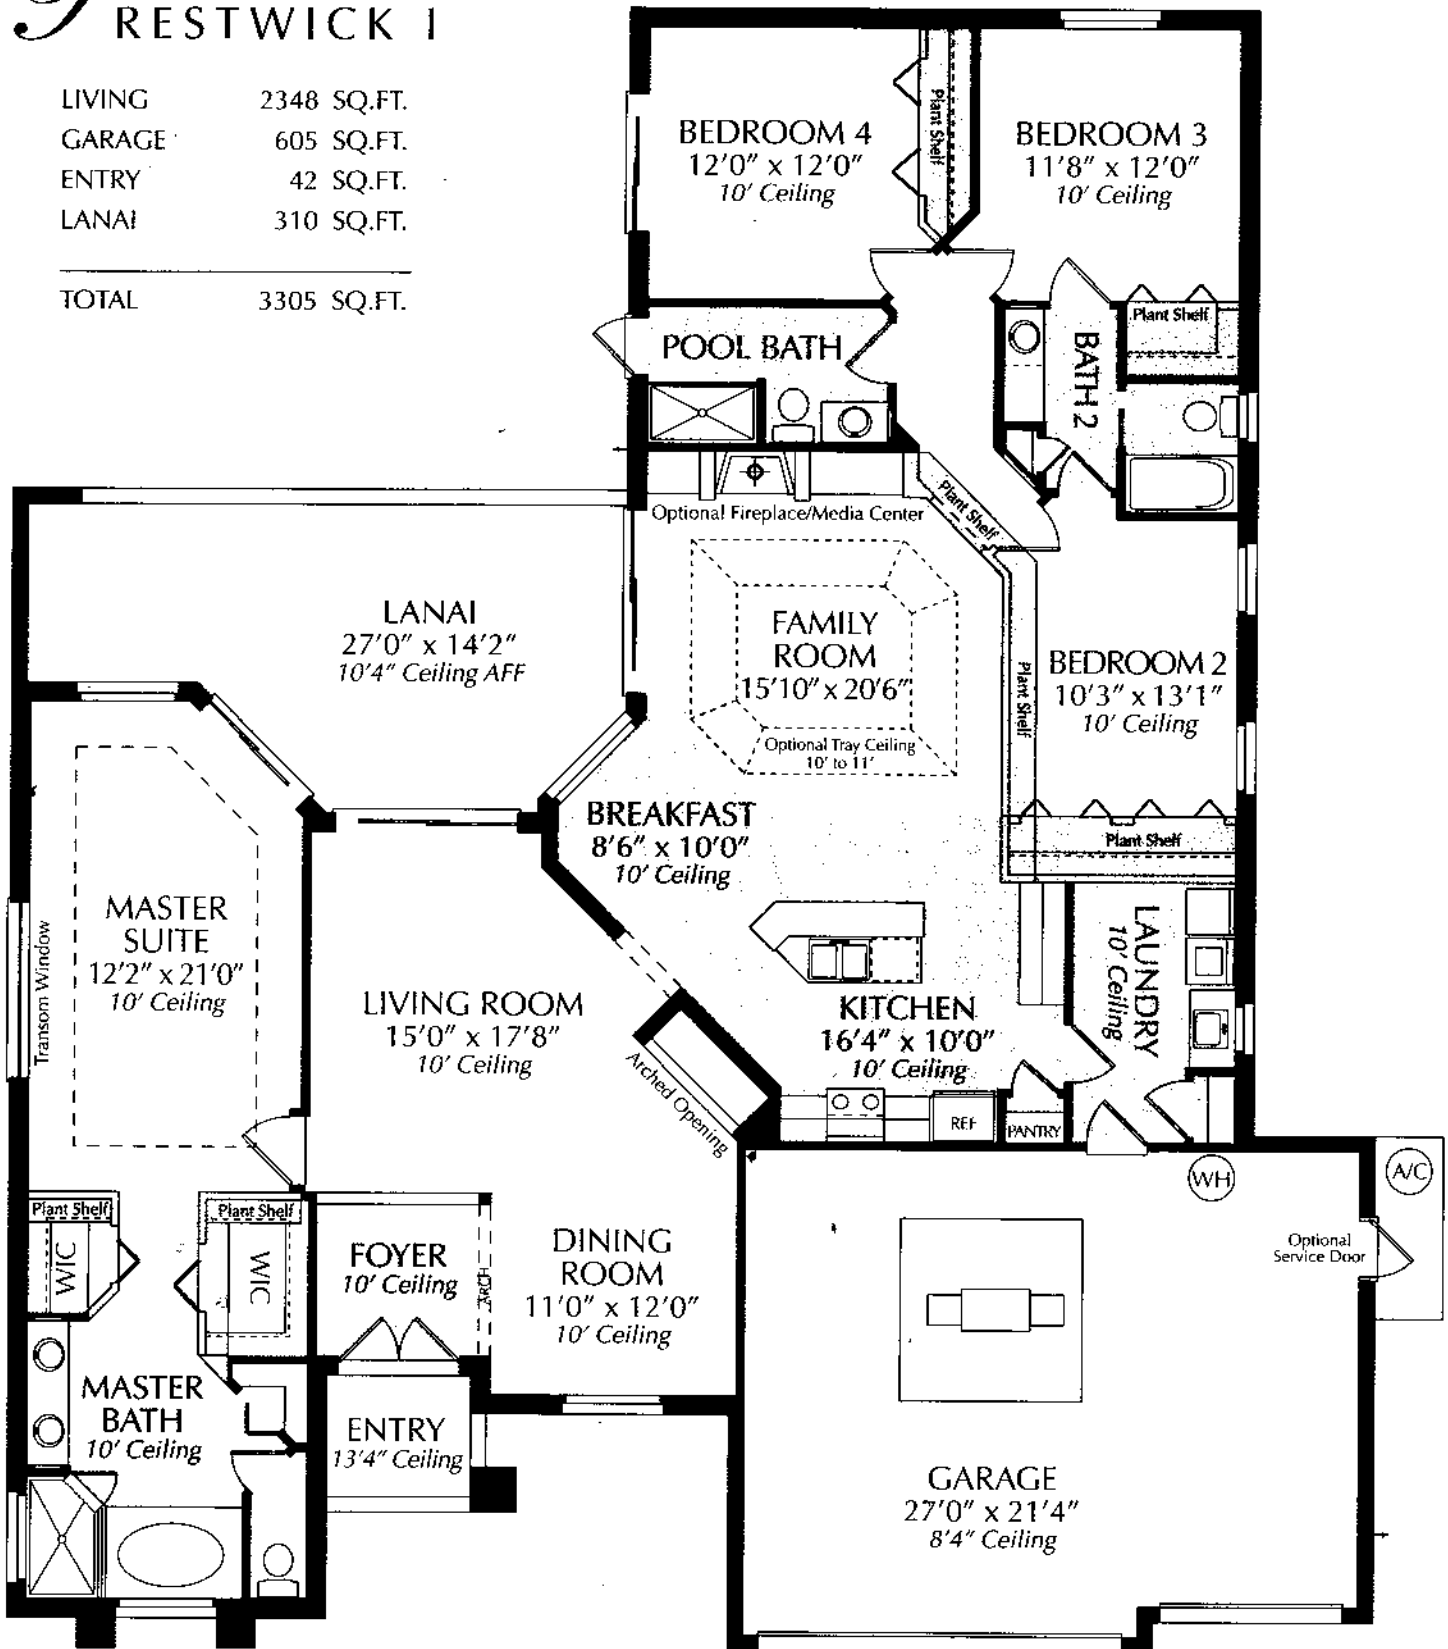 PRESTWICK I
LIVING 2348 SQ.FT.
GARAGE 605 SQ.FT.
ENTRY 42 SQ.FT.
LANAI 310 SQ.FT.
TOTAL 3305 SQ.FT.
BEDROOM 4
12'0" x 12'0"
10' Ceiling
Plant Shelf
BEDROOM 3
11'8" x 12'0"
10' Ceiling
Plant Shelf
POOL BATH
BATH 2
Optional Fireplace/Media Center
Plant Shelf
LANAI
27'0" x 14'2"
10'4" Ceiling AFF
FAMILY
ROOM
15'10" x 20'6"
Optional Tray Ceiling
10' to 11'
Plant Shelf
BEDROOM 2
10'3" x 13'1"
10' Ceiling
Plant Shelf
BREAKFAST
8'6" x 10'0"
10' Ceiling
MASTER
SUITE
12'2" x 21'0"
10' Ceiling
Transom Window
LIVING ROOM
15'0" x 17'8"
10' Ceiling
KITCHEN
16'4" x 10'0"
10' Ceiling
LAUNDRY
10' Ceiling
Arched Opening
REF
PANTRY
WH
A/C
Plant Shelf
WIC
Plant Shelf
WIC
FOYER
10' Ceiling
ARCH
DINING
ROOM
11'0" x 12'0"
10' Ceiling
Optional
Service Door
MASTER
BATH
10' Ceiling
ENTRY
13'4" Ceiling
GARAGE
27'0" x 21'4"
8'4" Ceiling